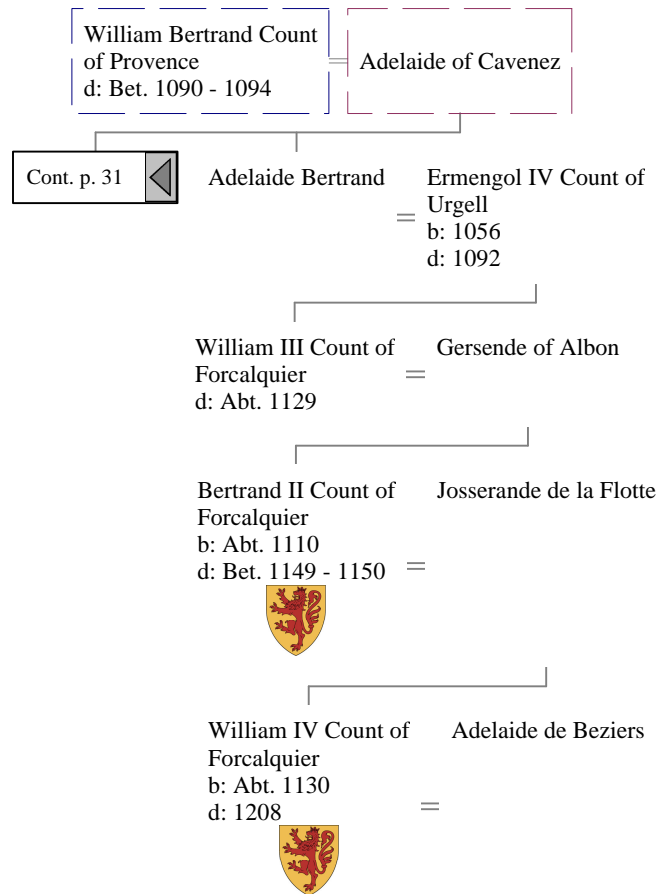 William Bertrand Count
of Provence
d: Bet. 1090 - 1094
Adelaide of Cavenez
Cont. p. 31
Adelaide Bertrand
Ermengol IV Count of
Urgell
b: 1056
d: 1092
William III Count of
Forcalquier
d: Abt. 1129
Gersende of Albon
Bertrand II Count of
Forcalquier
b: Abt. 1110
d: Bet. 1149 - 1150
Josserande de la Flotte
William IV Count of
Forcalquier
b: Abt. 1130
d: 1208
Adelaide de Beziers